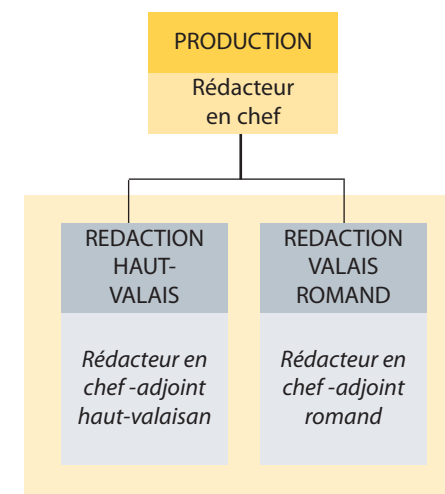 PRODUCTION
Rédacteur
en chef
REDACTION
HAUT-
VALAIS
Rédacteur en
chef -adjoint
haut-valaisan
REDACTION
VALAIS
ROMAND
Rédacteur en
chef -adjoint
romand